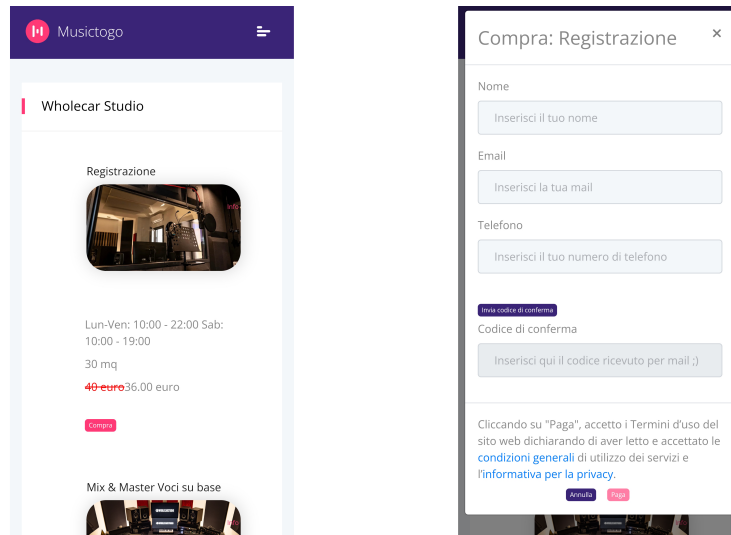 Musictogo
Wholecar Studio
Registrazione
Info
Lun-Ven: 10:00 - 22:00 Sab:
10:00 - 19:00
30 mq
40 euro36.00 euro
Compra
Mix & Master Voci su base
Info
Compra: Registrazione
×
Nome
Inserisci il tuo nome
Email
Inserisci la tua mail
Telefono
Inserisci il tuo numero di telefono
Invia codice di conferma
Codice di conferma
Inserisci qui il codice ricevuto per mail ;)
Cliccando su "Paga", accetto i Termini d'uso del
sito web dichiarando di aver letto e accettato le
condizioni generali di utilizzo dei servizi e
l'informativa per la privacy.
Annulla
Paga